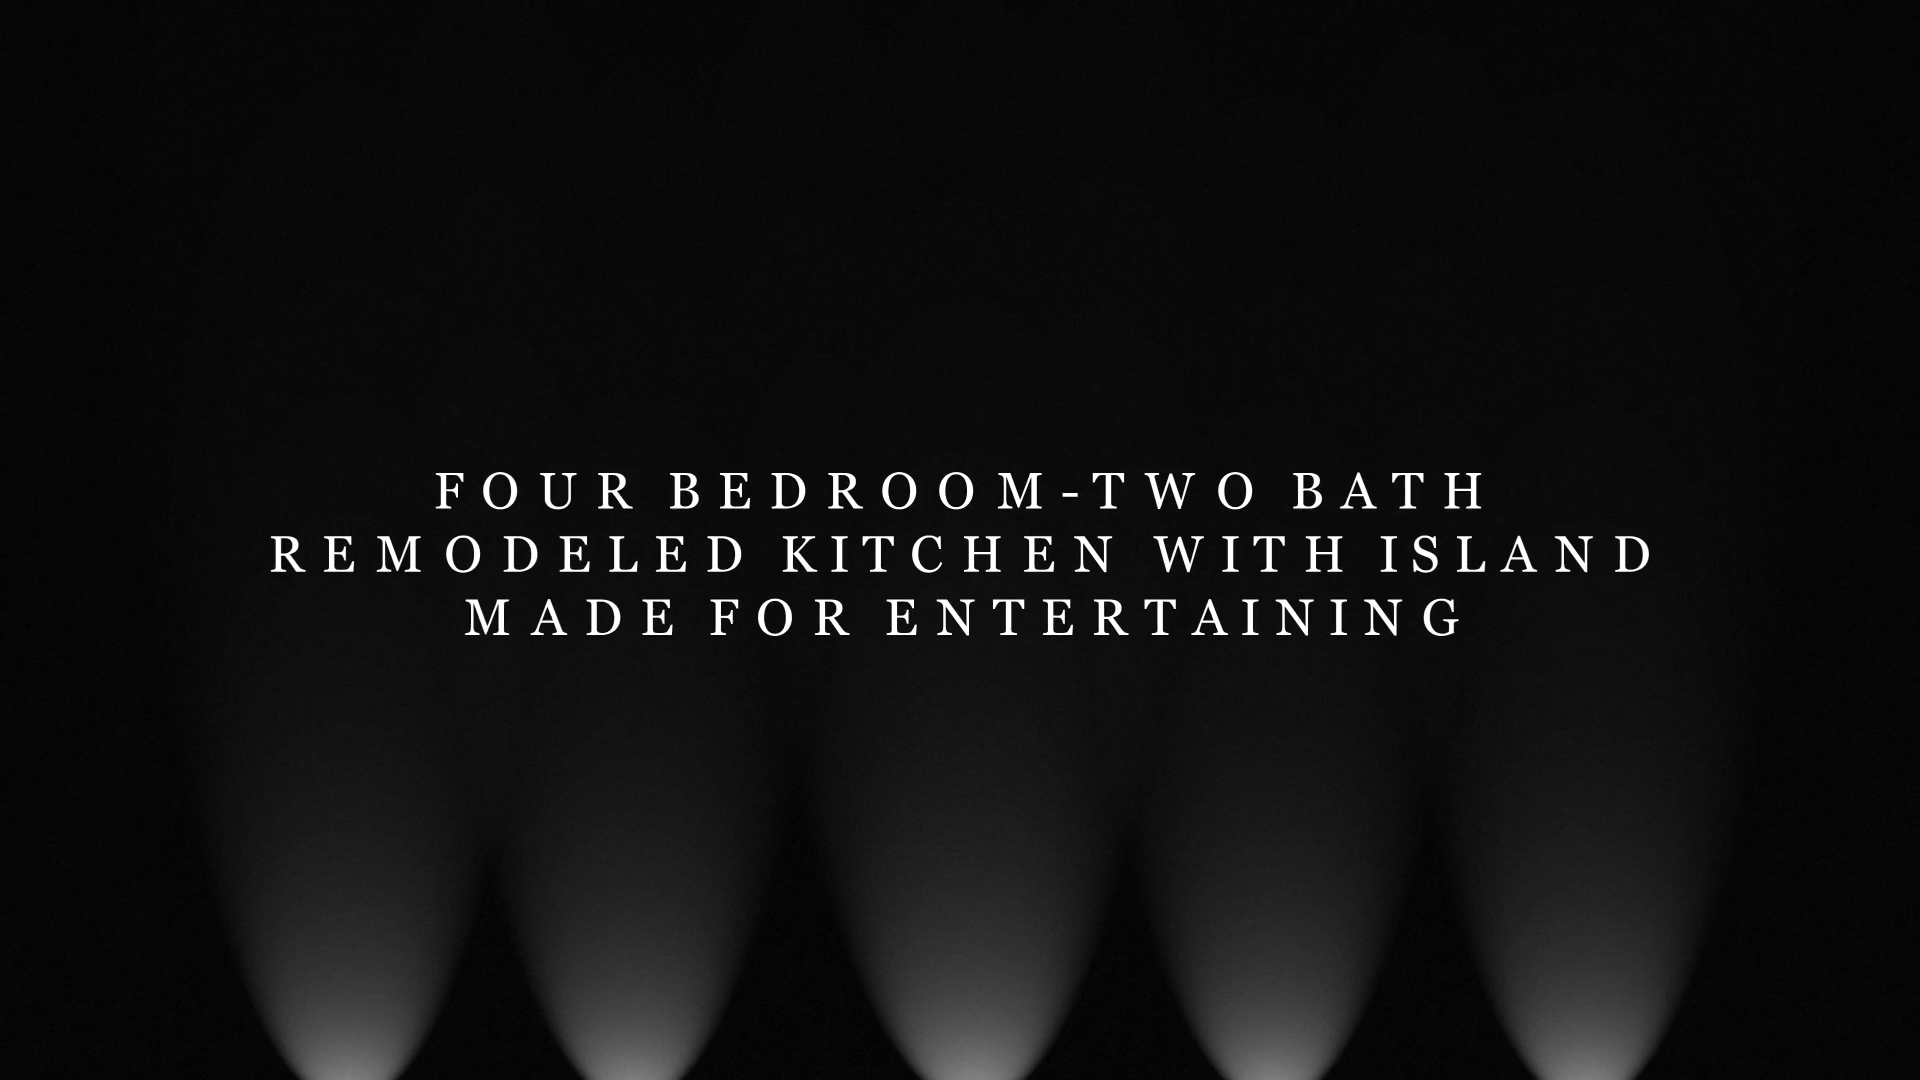 FOUR BEDROOM-TWO BATH
REMODELED KITCHEN WITH ISLAND
MADE FOR ENTERTAINING